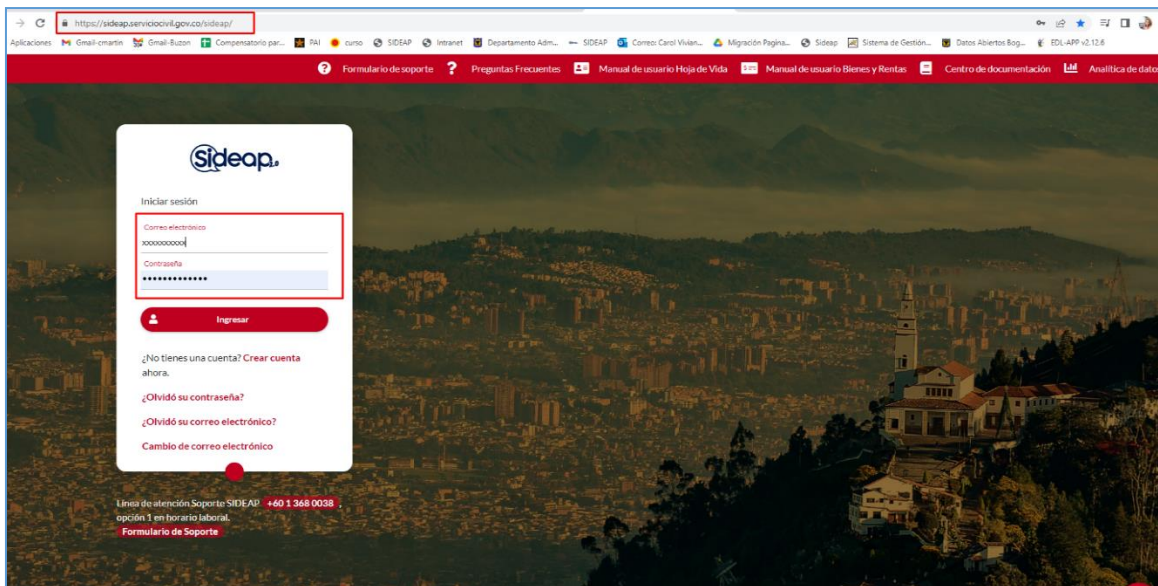 https://sideap.serviciocivil.gov.co/sideap/
Aplicaciones Gmail-cmartin Gmail-Buzon Compensatorio par... PAI curso SIDEAP Intranet Departamento Adm... SIDEAP Correo: Carol Vivian... Migración Pagina... Sideap Sistema de Gestión... Datos Abiertos Bog... EDL-APP v2.12.6
Formulario de soporte Preguntas Frecuentes Manual de usuario Hoja de Vida Manual de usuario Bienes y Rentas Centro de documentación Analítica de datos
Sideap 2.0
Iniciar sesión
Correo electrónico
xxxxxxxxxx
Contraseña
•••••••••••••
Ingresar
¿No tienes una cuenta? Crear cuenta
ahora.
¿Olvidó su contraseña?
¿Olvidó su correo electrónico?
Cambio de correo electrónico
Línea de atención Soporte SIDEAP +60 1 368 0038 ,
opción 1 en horario laboral.
Formulario de Soporte